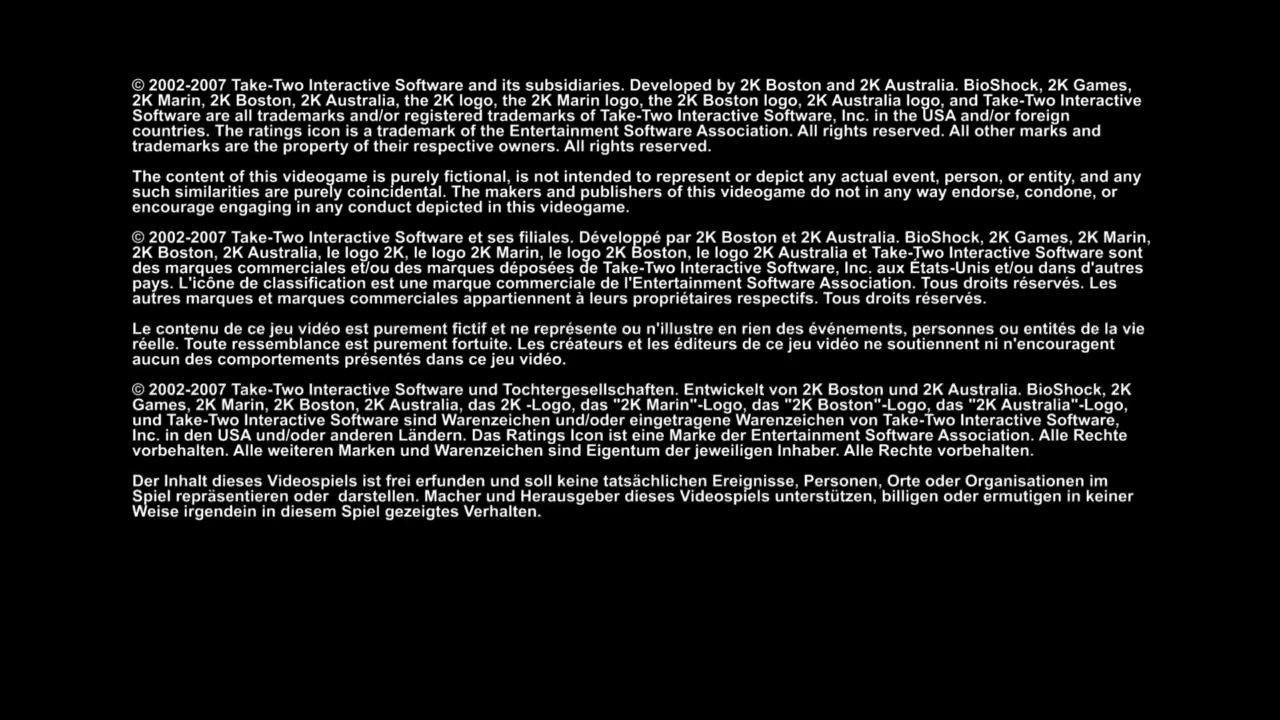 © 2002-2007 Take-Two Interactive Software and its subsidiaries. Developed by 2K Boston and 2K Australia. BioShock, 2K Games,
2K Marin, 2K Boston, 2K Australia, the 2K logo, the 2K Marin logo, the 2K Boston logo, 2K Australia logo, and Take-Two Interactive
Software are all trademarks and/or registered trademarks of Take-Two Interactive Software, Inc. in the USA and/or foreign
countries. The ratings icon is a trademark of the Entertainment Software Association. All rights reserved. All other marks and
trademarks are the property of their respective owners. All rights reserved.
The content of this videogame is purely fictional, is not intended to represent or depict any actual event, person, or entity, and any
such similarities are purely coincidental. The makers and publishers of this videogame do not in any way endorse, condone, or
encourage engaging in any conduct depicted in this videogame.
© 2002-2007 Take-Two Interactive Software et ses filiales. Développé par 2K Boston et 2K Australia. BioShock, 2K Games, 2K Marin,
2K Boston, 2K Australia, le logo 2K, le logo 2K Marin, le logo 2K Boston, le logo 2K Australia et Take-Two Interactive Software sont
des marques commerciales et/ou des marques déposées de Take-Two Interactive Software, Inc. aux États-Unis et/ou dans d'autres
pays. L'icône de classification est une marque commerciale de l'Entertainment Software Association. Tous droits réservés. Les
autres marques et marques commerciales appartiennent à leurs propriétaires respectifs. Tous droits réservés.
Le contenu de ce jeu vidéo est purement fictif et ne représente ou n'illustre en rien des événements, personnes ou entités de la vie
réelle. Toute ressemblance est purement fortuite. Les créateurs et les éditeurs de ce jeu vidéo ne soutiennent ni n'encouragent
aucun des comportements présentés dans ce jeu vidéo.
© 2002-2007 Take-Two Interactive Software und Tochtergesellschaften. Entwickelt von 2K Boston und 2K Australia. BioShock, 2K
Games, 2K Marin, 2K Boston, 2K Australia, das 2K -Logo, das "2K Marin"-Logo, das "2K Boston"-Logo, das "2K Australia"-Logo,
und Take-Two Interactive Software sind Warenzeichen und/oder eingetragene Warenzeichen von Take-Two Interactive Software,
Inc. in den USA und/oder anderen Ländern. Das Ratings Icon ist eine Marke der Entertainment Software Association. Alle Rechte
vorbehalten. Alle weiteren Marken und Warenzeichen sind Eigentum der jeweiligen Inhaber. Alle Rechte vorbehalten.
Der Inhalt dieses Videospiels ist frei erfunden und soll keine tatsächlichen Ereignisse, Personen, Orte oder Organisationen im
Spiel repräsentieren oder  darstellen. Macher und Herausgeber dieses Videospiels unterstützen, billigen oder ermutigen in keiner
Weise irgendein in diesem Spiel gezeigtes Verhalten.